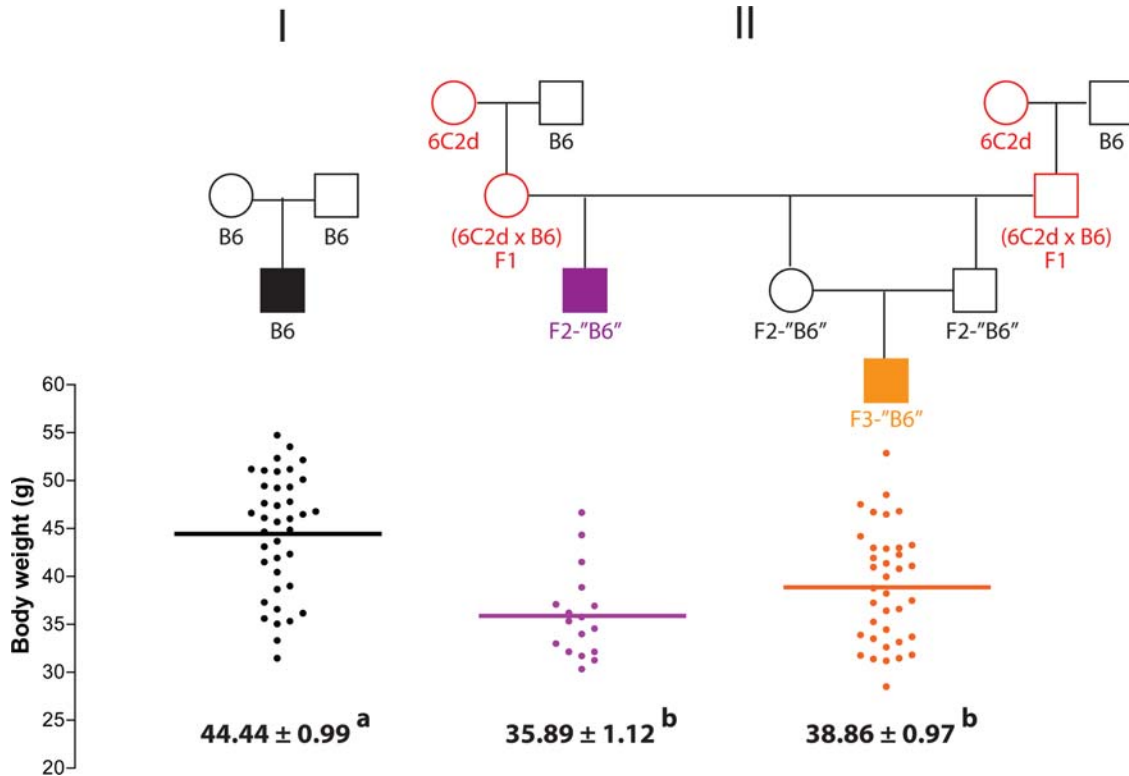 I
II
6C2d
B6
6C2d
B6
B6
B6
(6C2d x B6)
F1
(6C2d x B6)
F1
B6
F2-"B6"
F2-"B6"
F2-"B6"
F3-"B6"
Body weight (g)
60
55
50
45
40
35
30
25
20
44.44 ± 0.99 a
35.89 ± 1.12 b
38.86 ± 0.97 b